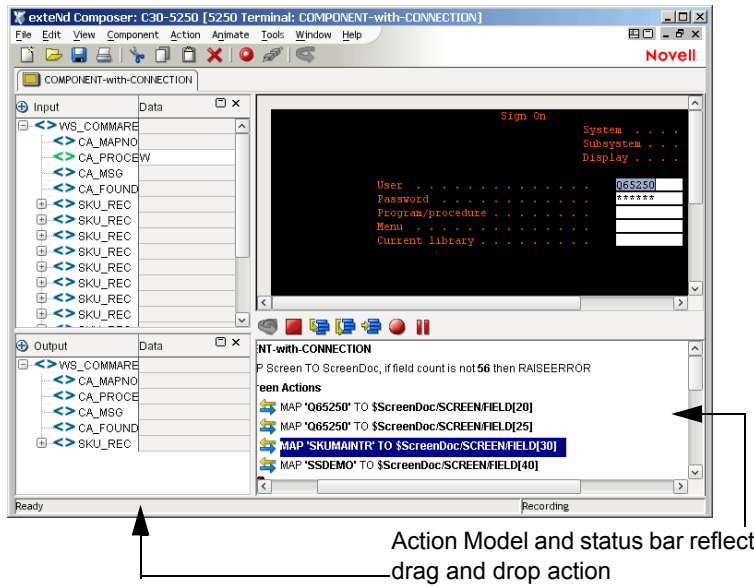 exteNd Composer: C30-5250 [5250 Terminal: COMPONENT-with-CONNECTION]
File Edit View Component Action Animate Tools Window Help
Novell
COMPONENT-with-CONNECTION
Input Data
WS_COMMARE
CA_MAPNO
CA_PROCE W
CA_MSG
CA_FOUND
SKU_REC
SKU_REC
SKU_REC
SKU_REC
SKU_REC
SKU_REC
SKU_REC
Sign On
System . . . .
Subsystem . . .
Display . . . .
User . . . . . . . . . . . . . . Q65250
Password . . . . . . . . . . . . ******
Program/procedure . . . . . . . .
Menu . . . . . . . . . . . . . .
Current library . . . . . . . . .
Output Data
WS_COMMARE
CA_MAPNO
CA_PROCE
CA_MSG
CA_FOUND
SKU_REC
NT-with-CONNECTION
P Screen TO ScreenDoc, if field count is not 56 then RAISEERROR
reen Actions
MAP 'Q65250' TO $ScreenDoc/SCREEN/FIELD[20]
MAP 'Q65250' TO $ScreenDoc/SCREEN/FIELD[25]
MAP 'SKUMAINTR' TO $ScreenDoc/SCREEN/FIELD[30]
MAP 'SSDEMO' TO $ScreenDoc/SCREEN/FIELD[40]
Ready Recording
Action Model and status bar reflect
drag and drop action